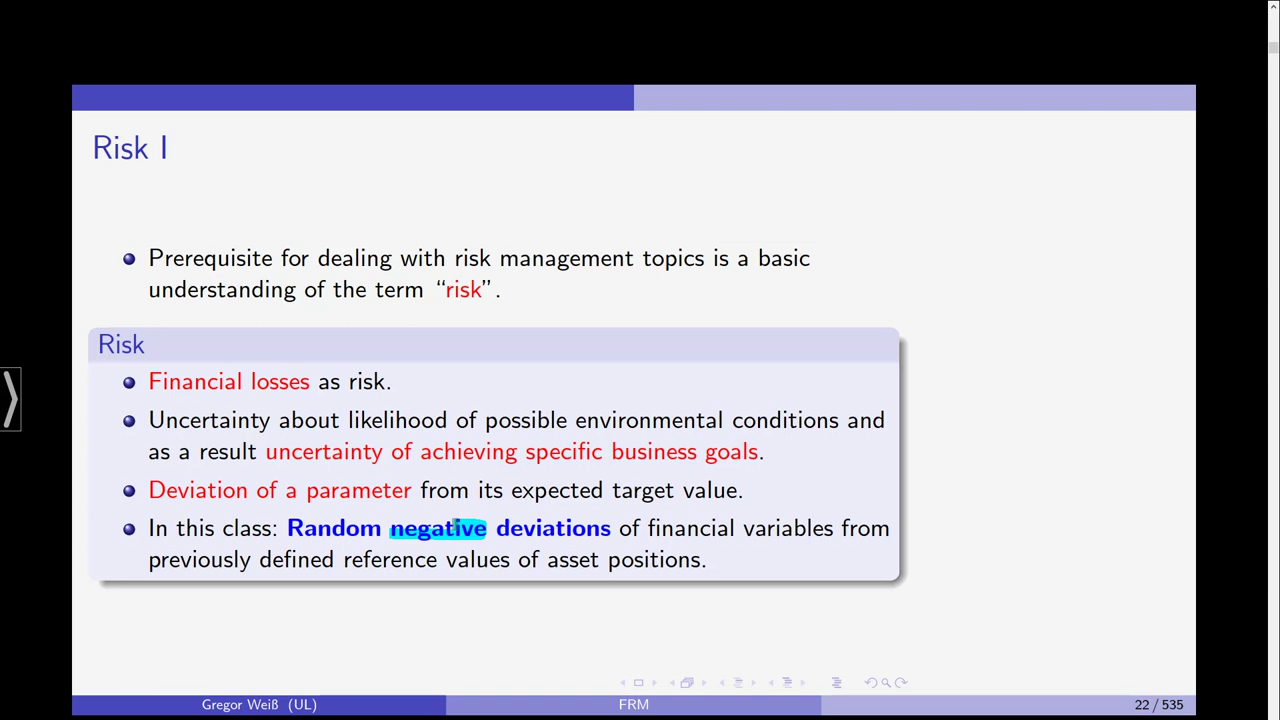 Risk I
Prerequisite for dealing with risk management topics is a basic
understanding of the term “risk”.
Risk
Financial losses as risk.
Uncertainty about likelihood of possible environmental conditions and
as a result uncertainty of achieving specific business goals.
Deviation of a parameter from its expected target value.
In this class: Random negative deviations of financial variables from
previously defined reference values of asset positions.
Gregor Weiß (UL) FRM 22 / 535